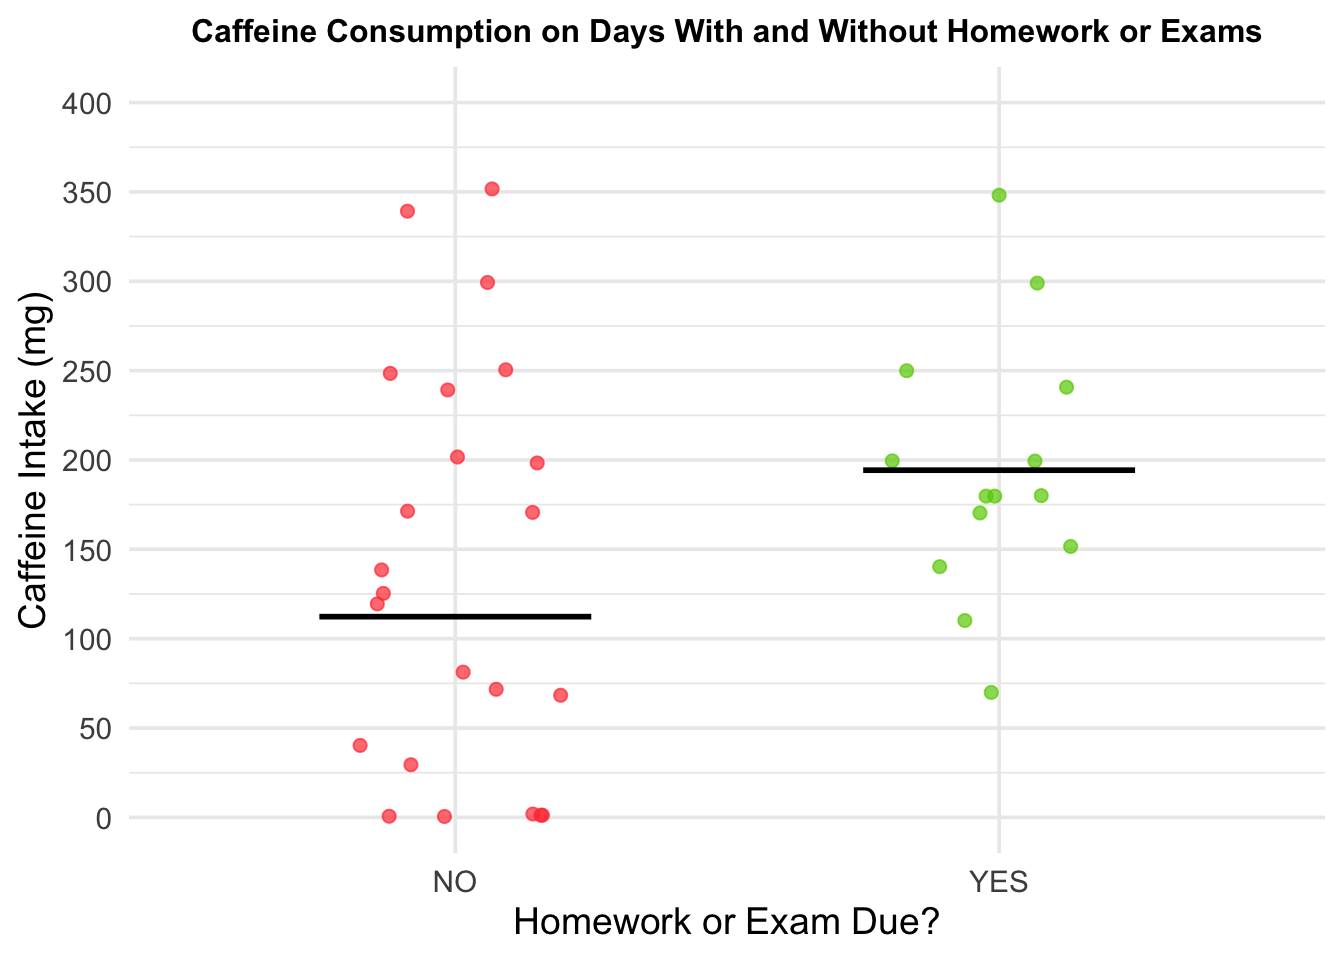 Caffeine Consumption on Days With and Without Homework or Exams
400
350
300
250
200
150
100
50
0
Caffeine Intake (mg)
NO
YES
Homework or Exam Due?